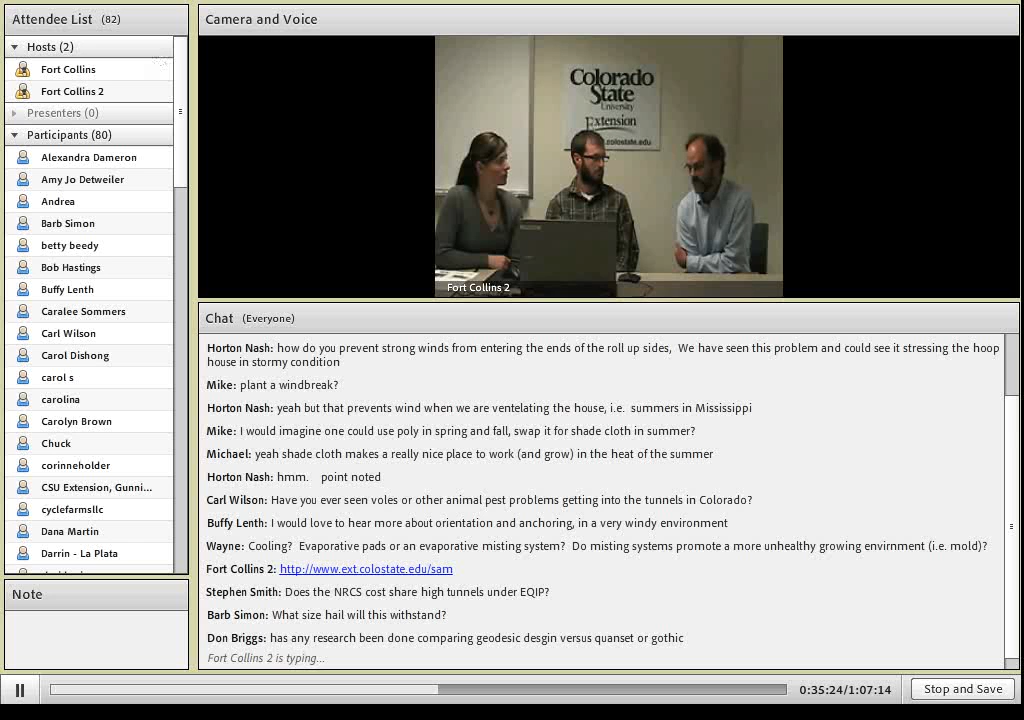 Attendee List (82)
Hosts (2)
Fort Collins
Fort Collins 2
Presenters (0)
Participants (80)
Alexandra Dameron
Amy Jo Detweiler
Andrea
Barb Simon
betty beedy
Bob Hastings
Buffy Lenth
Caralee Sommers
Carl Wilson
Carol Dishong
carol s
carolina
Carolyn Brown
Chuck
corinneholder
CSU Extension, Gunni...
cyclefarmsllc
Dana Martin
Darrin - La Plata
Note
Camera and Voice
Colorado
State
University
Extension
.colostate.edu
Fort Collins 2
Chat (Everyone)
Horton Nash: how do you prevent strong winds from entering the ends of the roll up sides, We have seen this problem and could see it stressing the hoop
house in stormy condition
Mike: plant a windbreak?
Horton Nash: yeah but that prevents wind when we are ventelating the house, i.e. summers in Mississippi
Mike: I would imagine one could use poly in spring and fall, swap it for shade cloth in summer?
Michael: yeah shade cloth makes a really nice place to work (and grow) in the heat of the summer
Horton Nash: hmm. point noted
Carl Wilson: Have you ever seen voles or other animal pest problems getting into the tunnels in Colorado?
Buffy Lenth: I would love to hear more about orientation and anchoring, in a very windy environment
Wayne: Cooling? Evaporative pads or an evaporative misting system? Do misting systems promote a more unhealthy growing envirnment (i.e. mold)?
Fort Collins 2: http://www.ext.colostate.edu/sam
Stephen Smith: Does the NRCS cost share high tunnels under EQIP?
Barb Simon: What size hail will this withstand?
Don Briggs: has any research been done comparing geodesic desgin versus quanset or gothic
Fort Collins 2 is typing...
0:35:24/1:07:14
Stop and Save